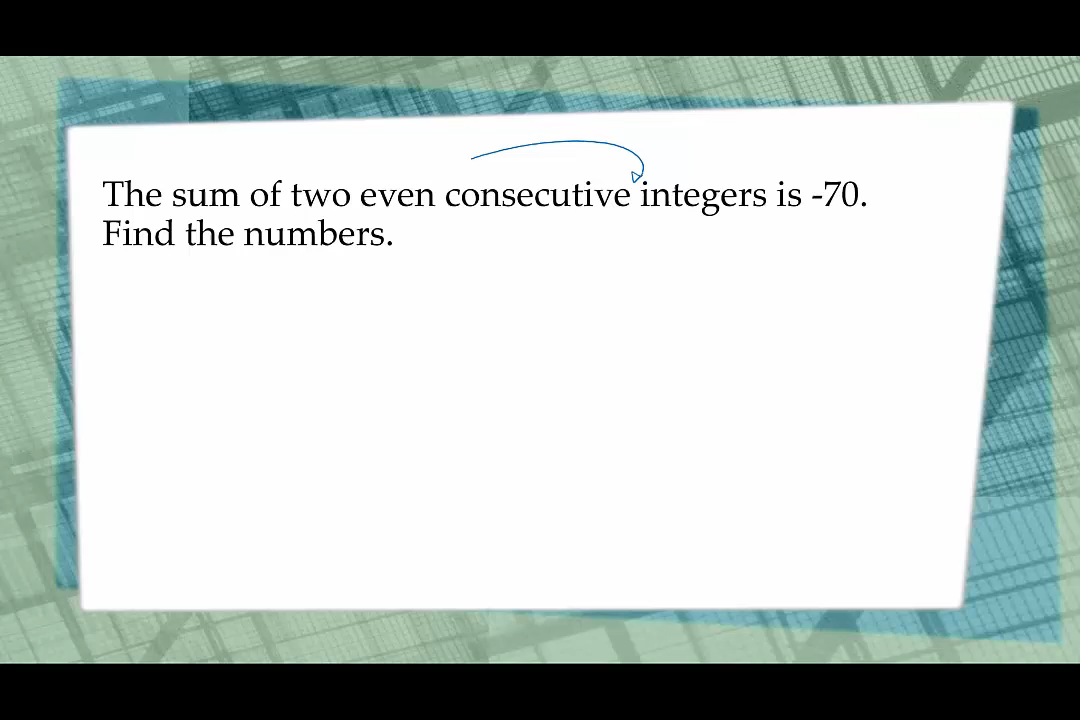 The sum of two even consecutive integers is -70.
Find the numbers.